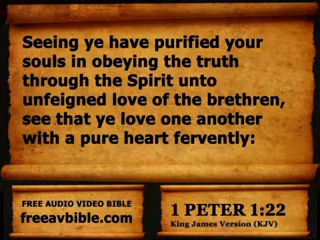 Seeing ye have purified your
souls in obeying the truth
through the Spirit unto
unfeigned love of the brethren,
see that ye love one another
with a pure heart fervently:
FREE AUDIO VIDEO BIBLE
freeavbible.com
1 PETER 1:22
King James Version (KJV)